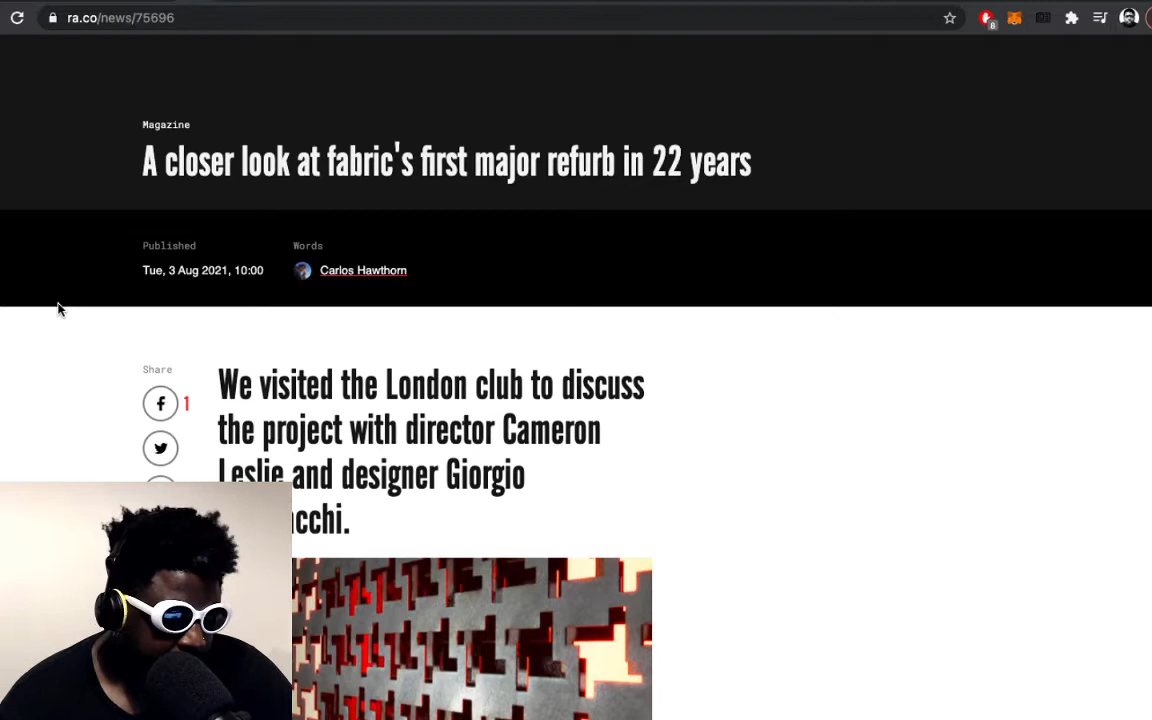 ra.co/news/75696
8
Magazine
A closer look at fabric's first major refurb in 22 years
Published
Words
Tue, 3 Aug 2021, 10:00
Carlos Hawthorn
Share
1
We visited the London club to discuss
the project with director Cameron
Leslie and designer Giorgio